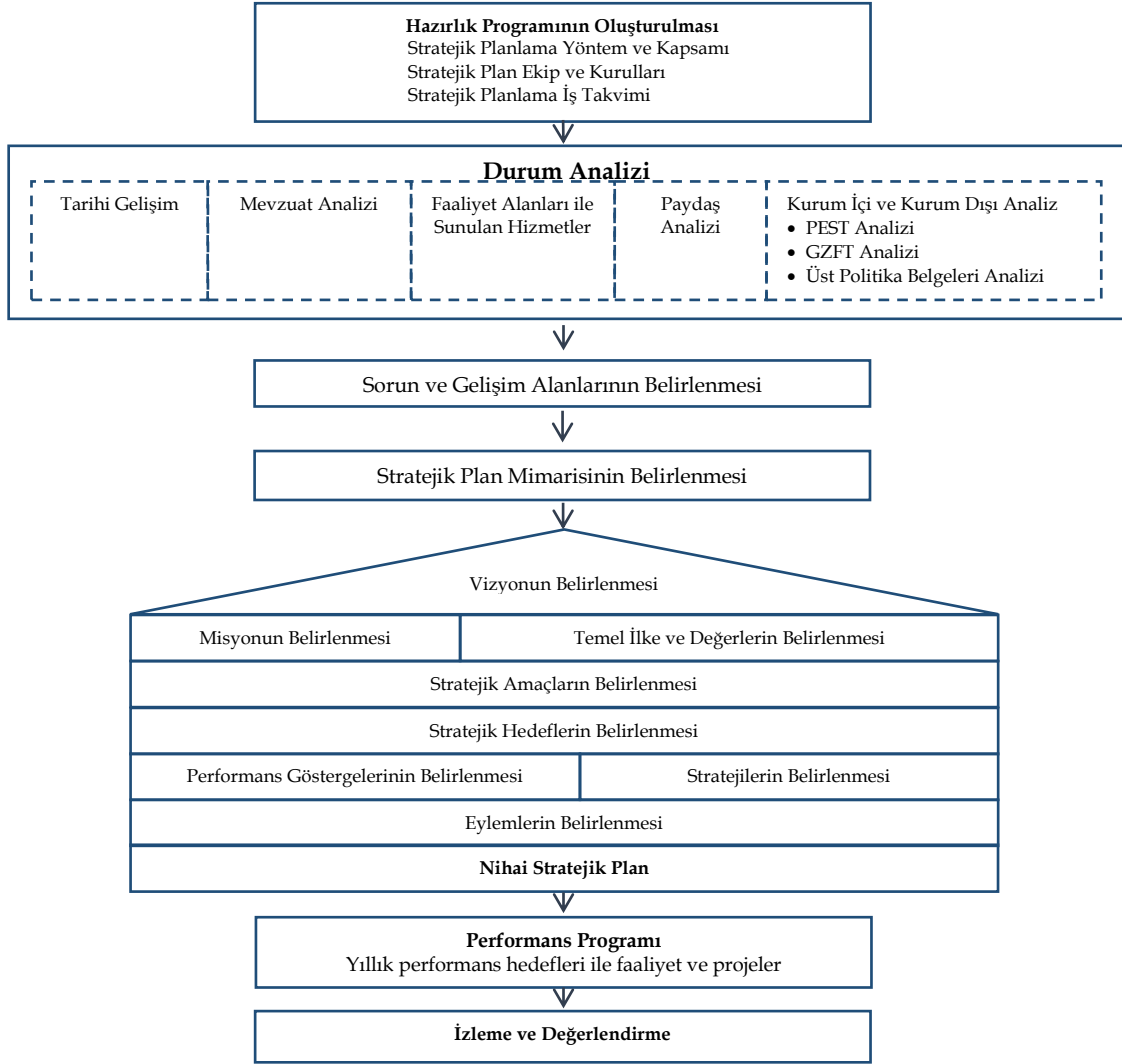 Hazırlık Programının Oluşturulması
Stratejik Planlama Yöntem ve Kapsamı
Stratejik Plan Ekip ve Kurulları
Stratejik Planlama İş Takvimi
Durum Analizi
Tarihi Gelişim
Mevzuat Analizi
Faaliyet Alanları ile
Sunulan Hizmetler
Paydaş
Analizi
Kurum İçi ve Kurum Dışı Analiz
• PEST Analizi
• GZFT Analizi
• Üst Politika Belgeleri Analizi
Sorun ve Gelişim Alanlarının Belirlenmesi
Stratejik Plan Mimarisinin Belirlenmesi
Vizyonun Belirlenmesi
Misyonun Belirlenmesi
Temel İlke ve Değerlerin Belirlenmesi
Stratejik Amaçların Belirlenmesi
Stratejik Hedeflerin Belirlenmesi
Performans Göstergelerinin Belirlenmesi
Stratejilerin Belirlenmesi
Eylemlerin Belirlenmesi
Nihai Stratejik Plan
Performans Programı
Yıllık performans hedefleri ile faaliyet ve projeler
İzleme ve Değerlendirme